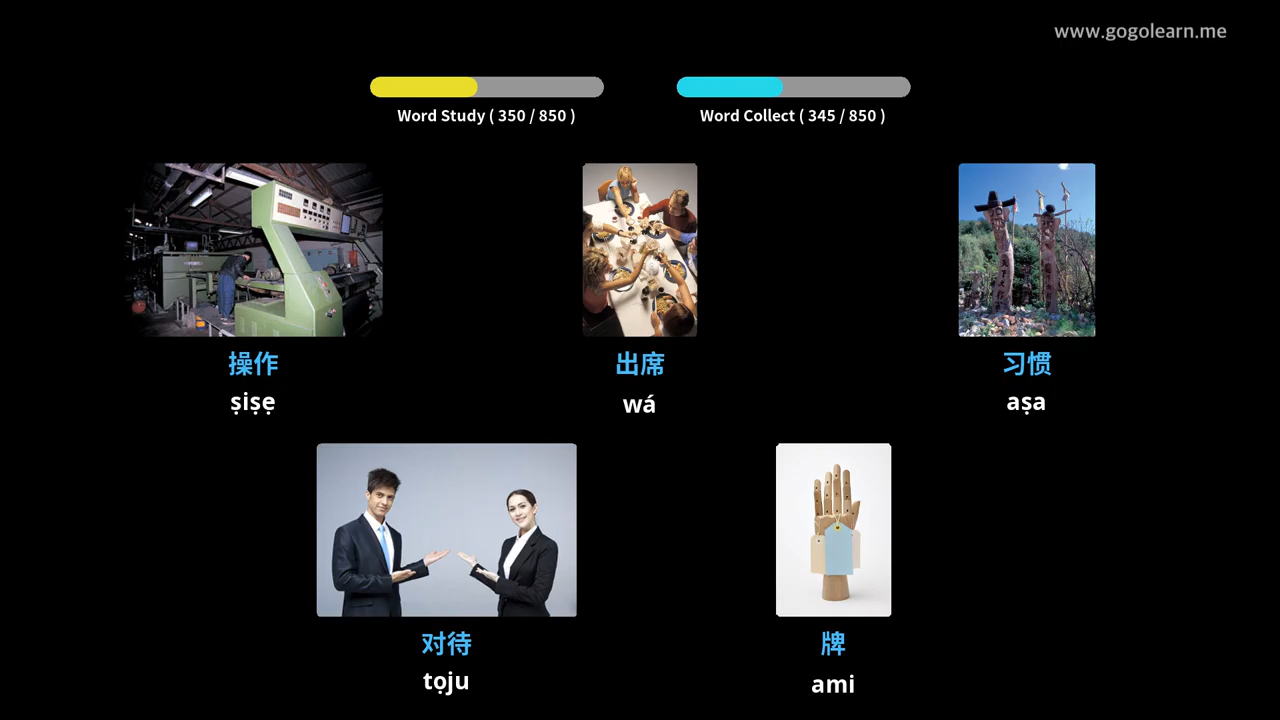 www.gogolearn.me
Word Study ( 350 / 850 )
Word Collect ( 345 / 850 )
操作
ṣiṣẹ
出席
wá
习惯
aṣa
对待
tọju
牌
ami